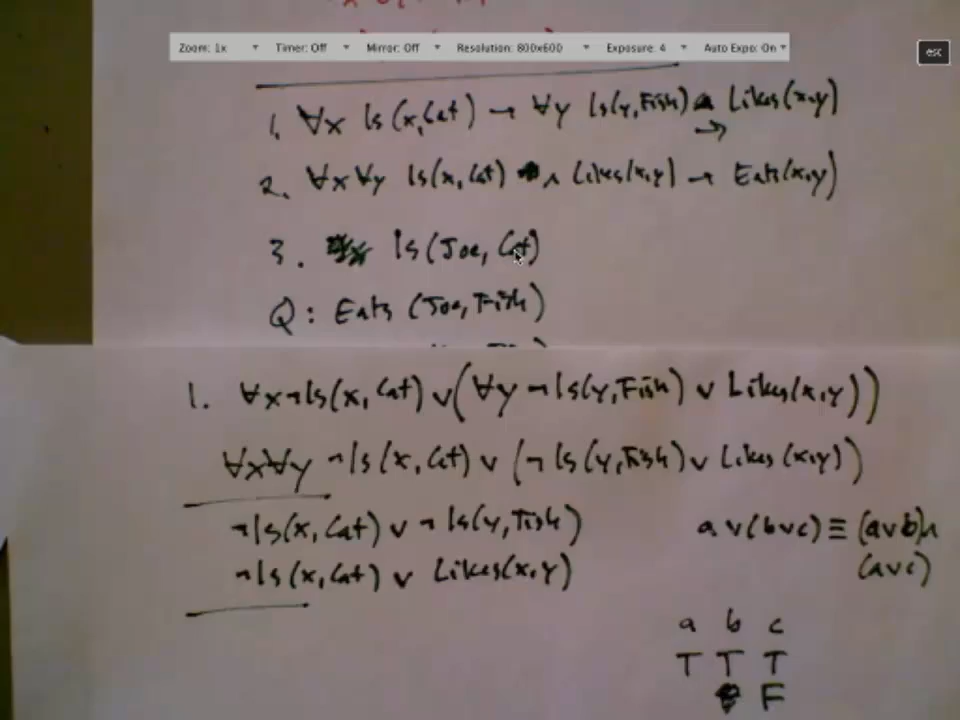 Zoom: 1x Timer: Off Mirror: Off Resolution: 800x600 Exposure: 4 Auto Expo: On
esc
1. ∀x Is(x, Cat) → ∀y Is(y, Fish) → Likes(x,y)
2. ∀x∀y Is(x, Cat) ∧ Likes(x,y) → Eats(x,y)
3. Is(Joe, Cat)
Q: Eats (Joe, Fish)
1. ∀x ¬Is(x, Cat) ∨ (∀y ¬Is(y, Fish) ∨ Likes(x,y))
∀x∀y ¬Is(x, Cat) ∨ (¬Is(y, Fish) ∨ Likes(x,y))
¬Is(x, Cat) ∨ ¬Is(y, Fish)
¬Is(x, Cat) ∨ Likes(x,y)
a ∨ (b ∨ c) ≡ (a ∨ b) ∧
(a ∨ c)
a b c
T T T
F